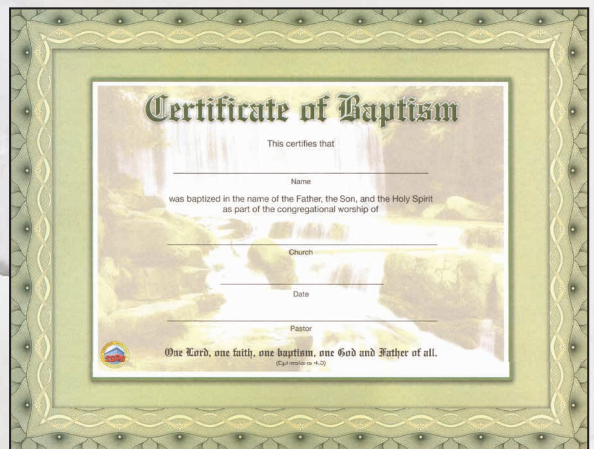 Certificate of Baptism
This certifies that
Name
was baptized in the name of the Father, the Son, and the Holy Spirit
as part of the congregational worship of
Church
Date
Pastor
One Lord, one faith, one baptism, one God and Father of all.